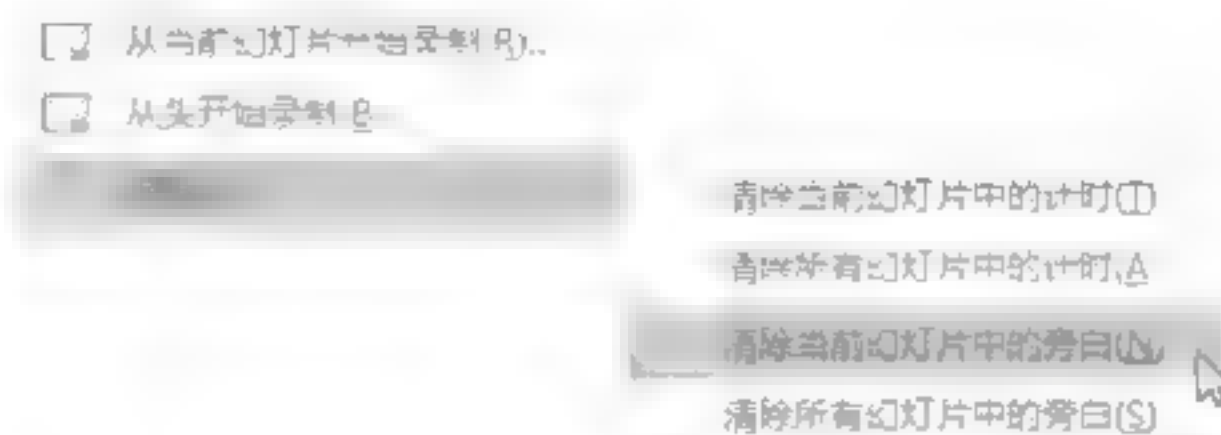 从当前幻灯片开始录制(R)...
从头开始录制(B)
清除当前幻灯片中的计时(T)
清除所有幻灯片中的计时(A)
清除当前幻灯片中的旁白(N)
清除所有幻灯片中的旁白(S)